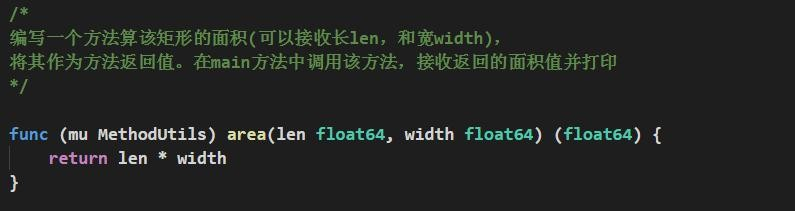 /*
编写一个方法算该矩形的面积(可以接收长len，和宽width)，
将其作为方法返回值。在main方法中调用该方法，接收返回的面积值并打印
*/
func (mu MethodUtils) area(len float64, width float64) (float64) {
    return len * width
}